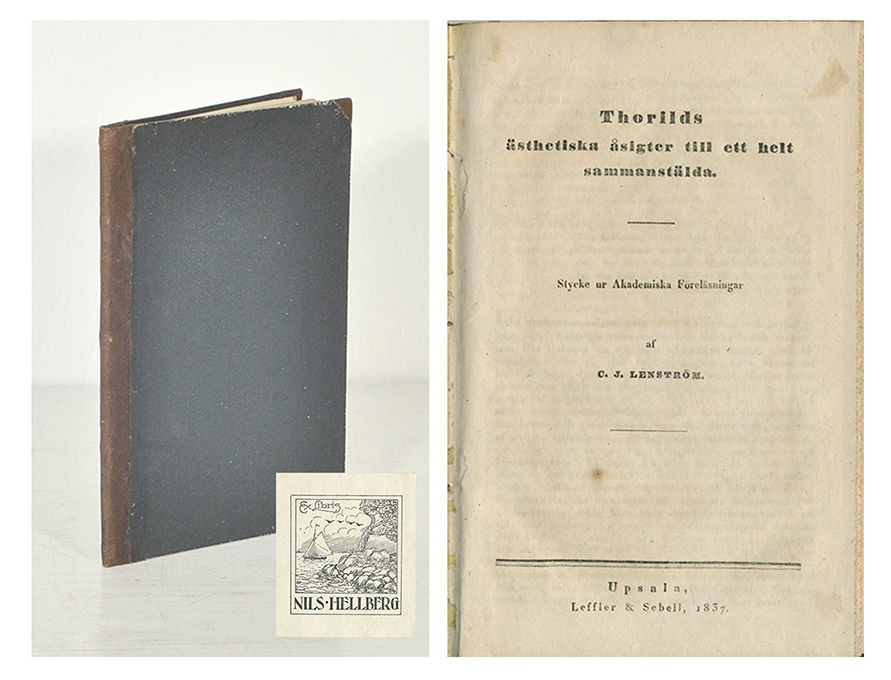 Ex Libris
NILS · HELLBERG
Thorilds
ästhetiska åsigter till ett helt
sammanstälda.
Stycke ur Akademiska Föreläsningar
af
C. J. LENSTRÖM.
Upsala,
Leffler & Sebell, 1837.